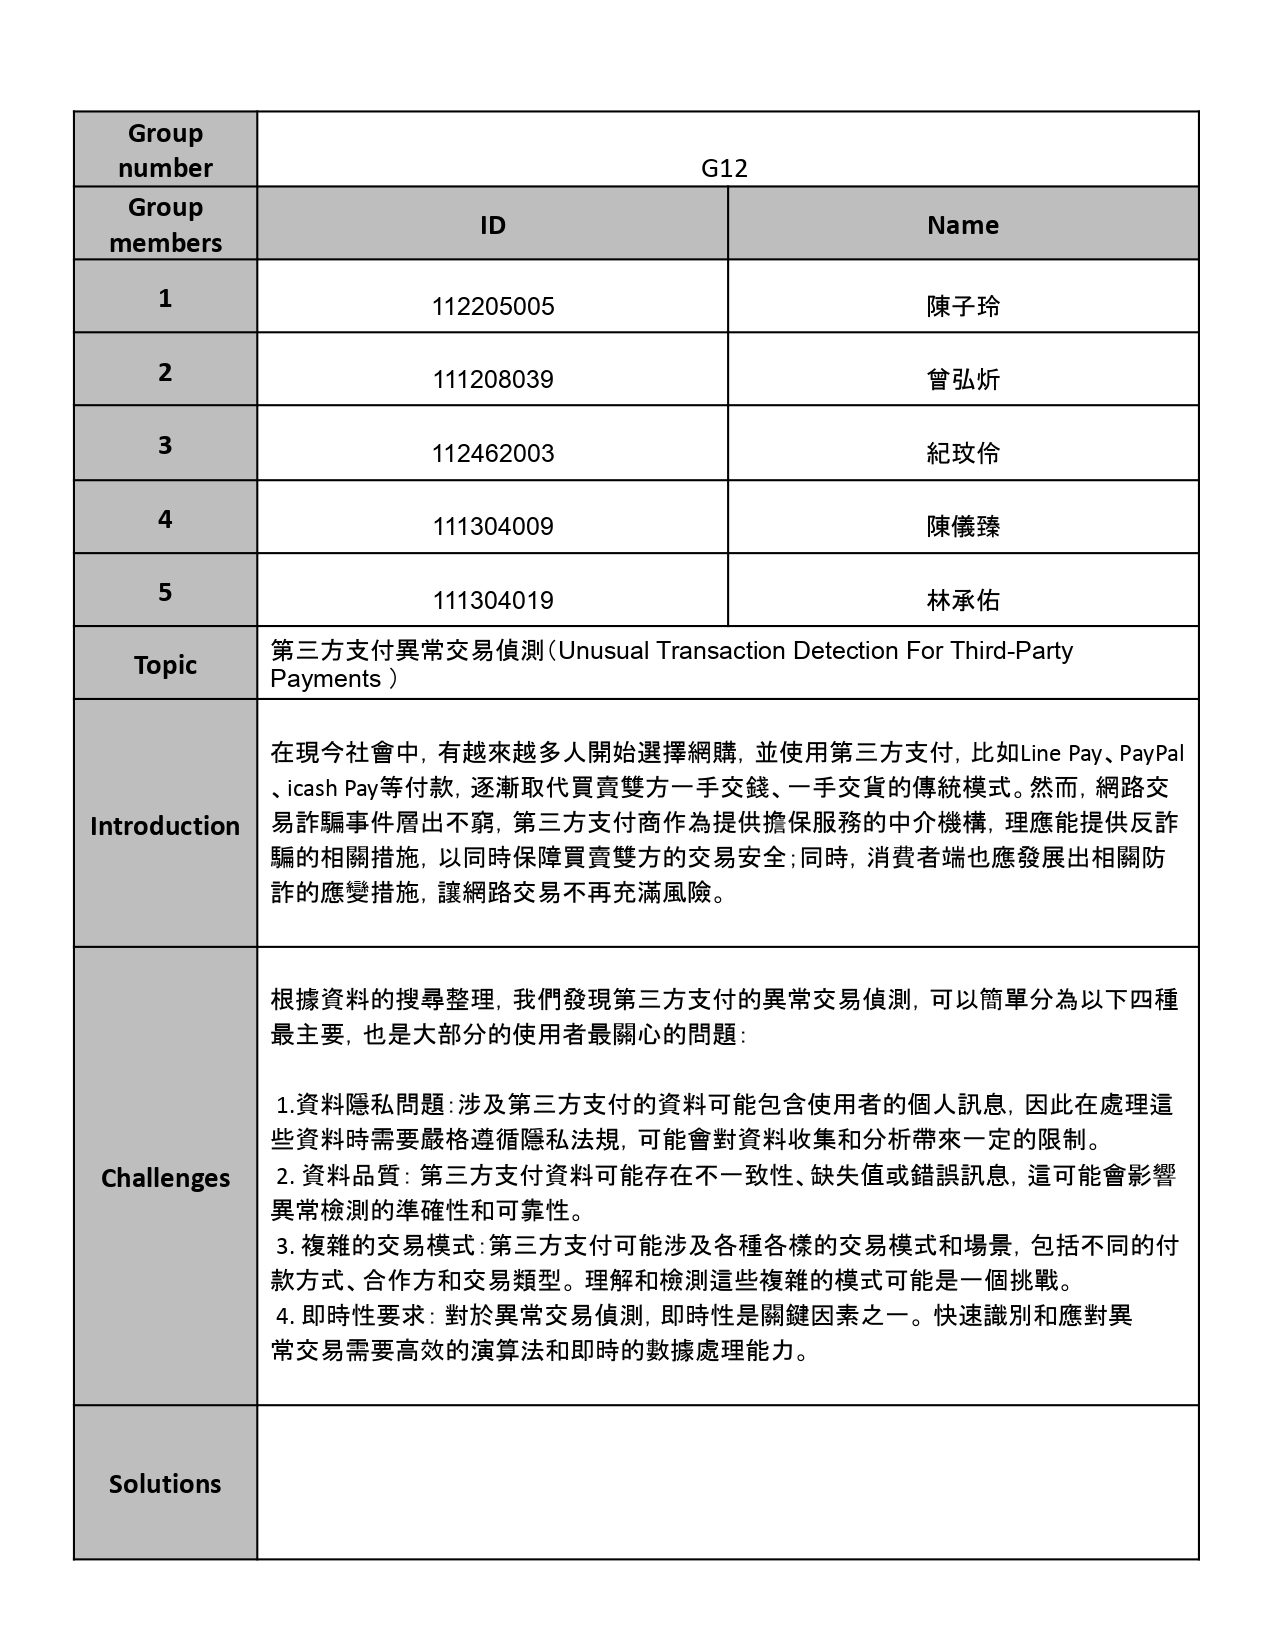 Group
number
G12
Group
members
ID
Name
1
112205005
陳子玲
2
111208039
曾弘炘
3
112462003
紀玟伶
4
111304009
陳儀臻
5
111304019
林承佑
Topic
第三方支付異常交易偵測（Unusual Transaction Detection For Third-Party
Payments ）
Introduction
在現今社會中，有越來越多人開始選擇網購，並使用第三方支付，比如Line Pay、PayPal
、icash Pay等付款，逐漸取代買賣雙方一手交錢、一手交貨的傳統模式。然而，網路交
易詐騙事件層出不窮，第三方支付商作為提供擔保服務的中介機構，理應能提供反詐
騙的相關措施，以同時保障買賣雙方的交易安全；同時，消費者端也應發展出相關防
詐的應變措施，讓網路交易不再充滿風險。
Challenges
根據資料的搜尋整理，我們發現第三方支付的異常交易偵測，可以簡單分為以下四種
最主要，也是大部分的使用者最關心的問題：
1.資料隱私問題：涉及第三方支付的資料可能包含使用者的個人訊息，因此在處理這
些資料時需要嚴格遵循隱私法規，可能會對資料收集和分析帶來一定的限制。
2. 資料品質： 第三方支付資料可能存在不一致性、缺失值或錯誤訊息，這可能會影響
異常檢測的準確性和可靠性。
3. 複雜的交易模式：第三方支付可能涉及各種各樣的交易模式和場景，包括不同的付
款方式、合作方和交易類型。理解和檢測這些複雜的模式可能是一個挑戰。
4. 即時性要求： 對於異常交易偵測，即時性是關鍵因素之一。快速識別和應對異
常交易需要高效的演算法和即時的數據處理能力。
Solutions